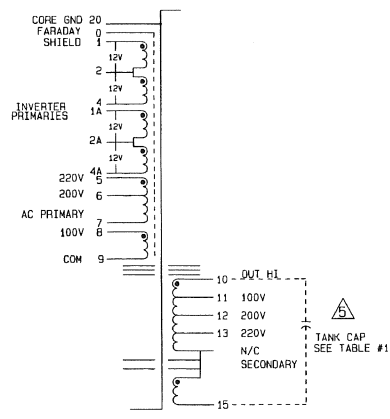 CORE GND 20
FARADAY 0
SHIELD 1
12V
2
12V
4
INVERTER
PRIMARIES
1A
12V
2A
12V
4A
220V 5
200V 6
AC PRIMARY
7
100V 8
COM 9
10 OUT HI
11 100V
12 200V
13 220V
N/C
SECONDARY
15
5
TANK CAP
SEE TABLE #1